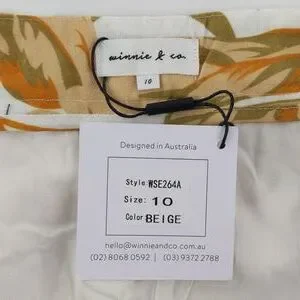 winnie & co.
10
Designed in Australia
Style: WSE264A
Size: 10
Color: BEIGE
hello@winnieandco.com.au
(02) 8068 0592 | (03) 9372 2788